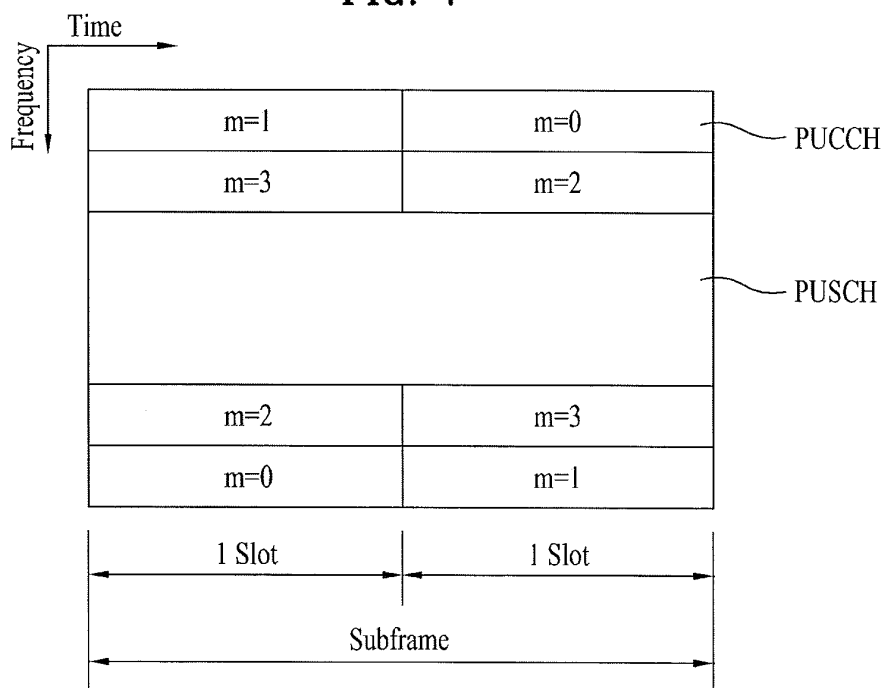 Time
Frequency
m=1
m=0
PUCCH
m=3
m=2
PUSCH
m=2
m=3
m=0
m=1
1 Slot
1 Slot
Subframe